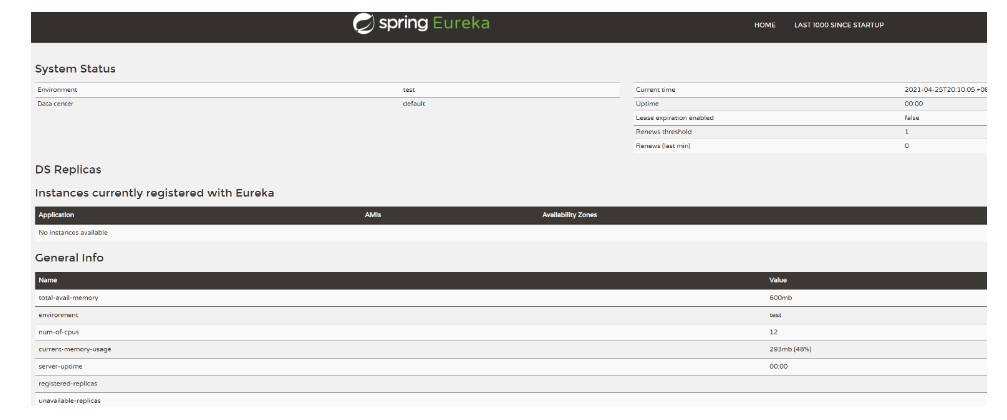 spring Eureka HOME LAST 1000 SINCE STARTUP
System Status
Environment test
Data center default
Current time 2021-04-25T20:10:05 +08
Uptime 00:00
Lease expiration enabled false
Renews threshold 1
Renews (last min) 0
DS Replicas
Instances currently registered with Eureka
Application AMIs Availability Zones
No instances available
General Info
Name Value
total-avail-memory 600mb
environment test
num-of-cpus 12
current-memory-usage 293mb (48%)
server-uptime 00:00
registered-replicas
unavailable-replicas